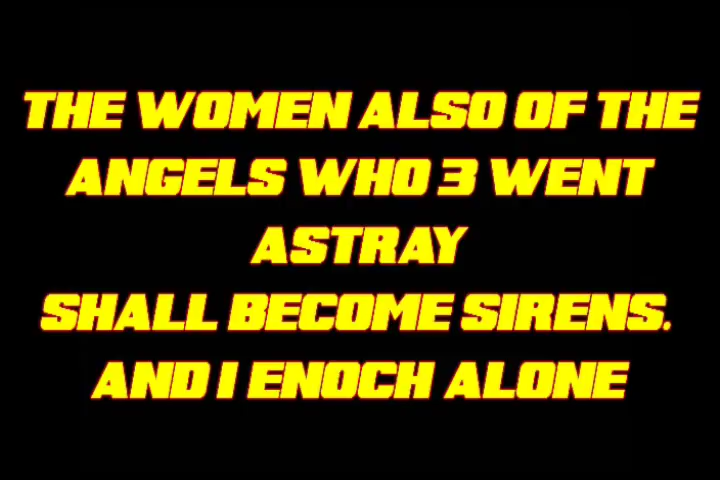 THE WOMEN ALSO OF THE
ANGELS WHO 3 WENT
ASTRAY
SHALL BECOME SIRENS.
AND I ENOCH ALONE